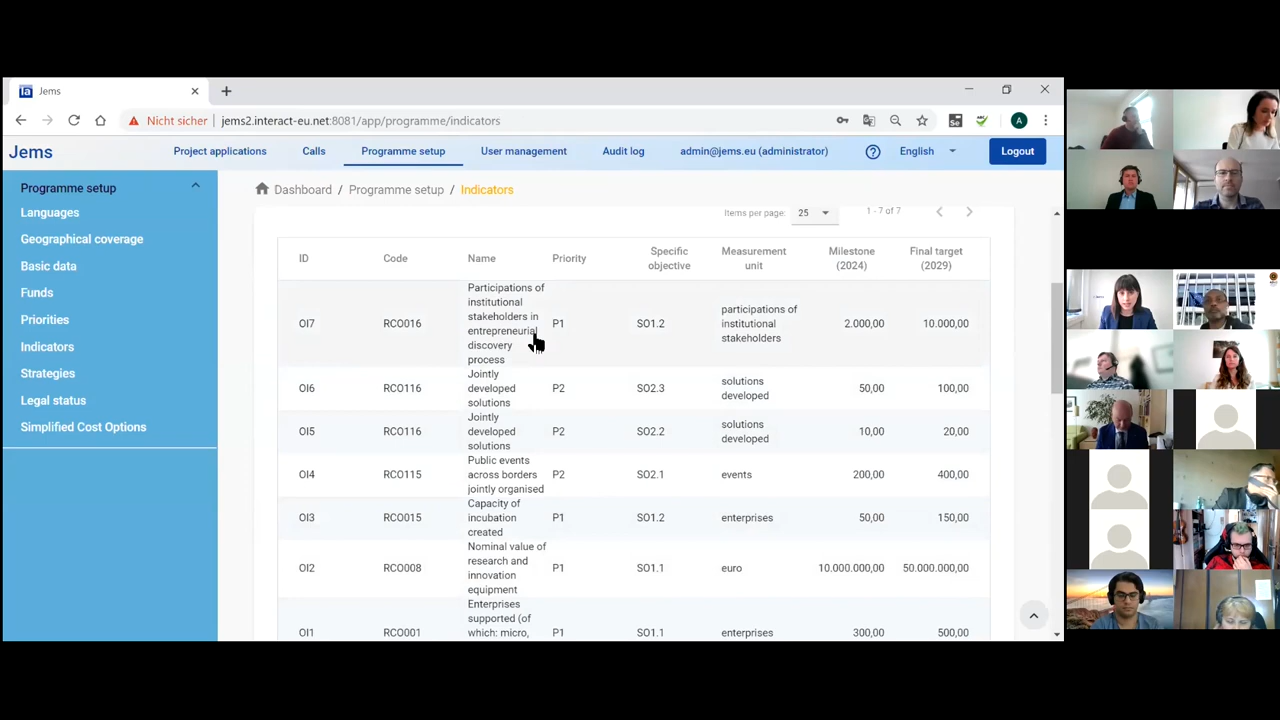 Jems
Nicht sicher
jems2.interact-eu.net:8081/app/programme/indicators
A
Jems
Project applications
Calls
Programme setup
User management
Audit log
admin@jems.eu (administrator)
English
Logout
Programme setup
Languages
Geographical coverage
Basic data
Funds
Priorities
Indicators
Strategies
Legal status
Simplified Cost Options
Dashboard / Programme setup / Indicators
Items per page: 25
1 - 7 of 7
ID
Code
Name
Priority
Specific
objective
Measurement
unit
Milestone
(2024)
Final target
(2029)
OI7
RCO016
Participations of
institutional
stakeholders in
entrepreneurial
discovery
process
P1
SO1.2
participations of
institutional
stakeholders
2.000,00
10.000,00
OI6
RCO116
Jointly
developed
solutions
P2
SO2.3
solutions
developed
50,00
100,00
OI5
RCO116
Jointly
developed
solutions
P2
SO2.2
solutions
developed
10,00
20,00
OI4
RCO115
Public events
across borders
jointly organised
P2
SO2.1
events
200,00
400,00
OI3
RCO015
Capacity of
incubation
created
P1
SO1.2
enterprises
50,00
150,00
OI2
RCO008
Nominal value of
research and
innovation
equipment
P1
SO1.1
euro
10.000.000,00
50.000.000,00
OI1
RCO001
Enterprises
supported (of
which: micro,
P1
SO1.1
enterprises
300,00
500,00